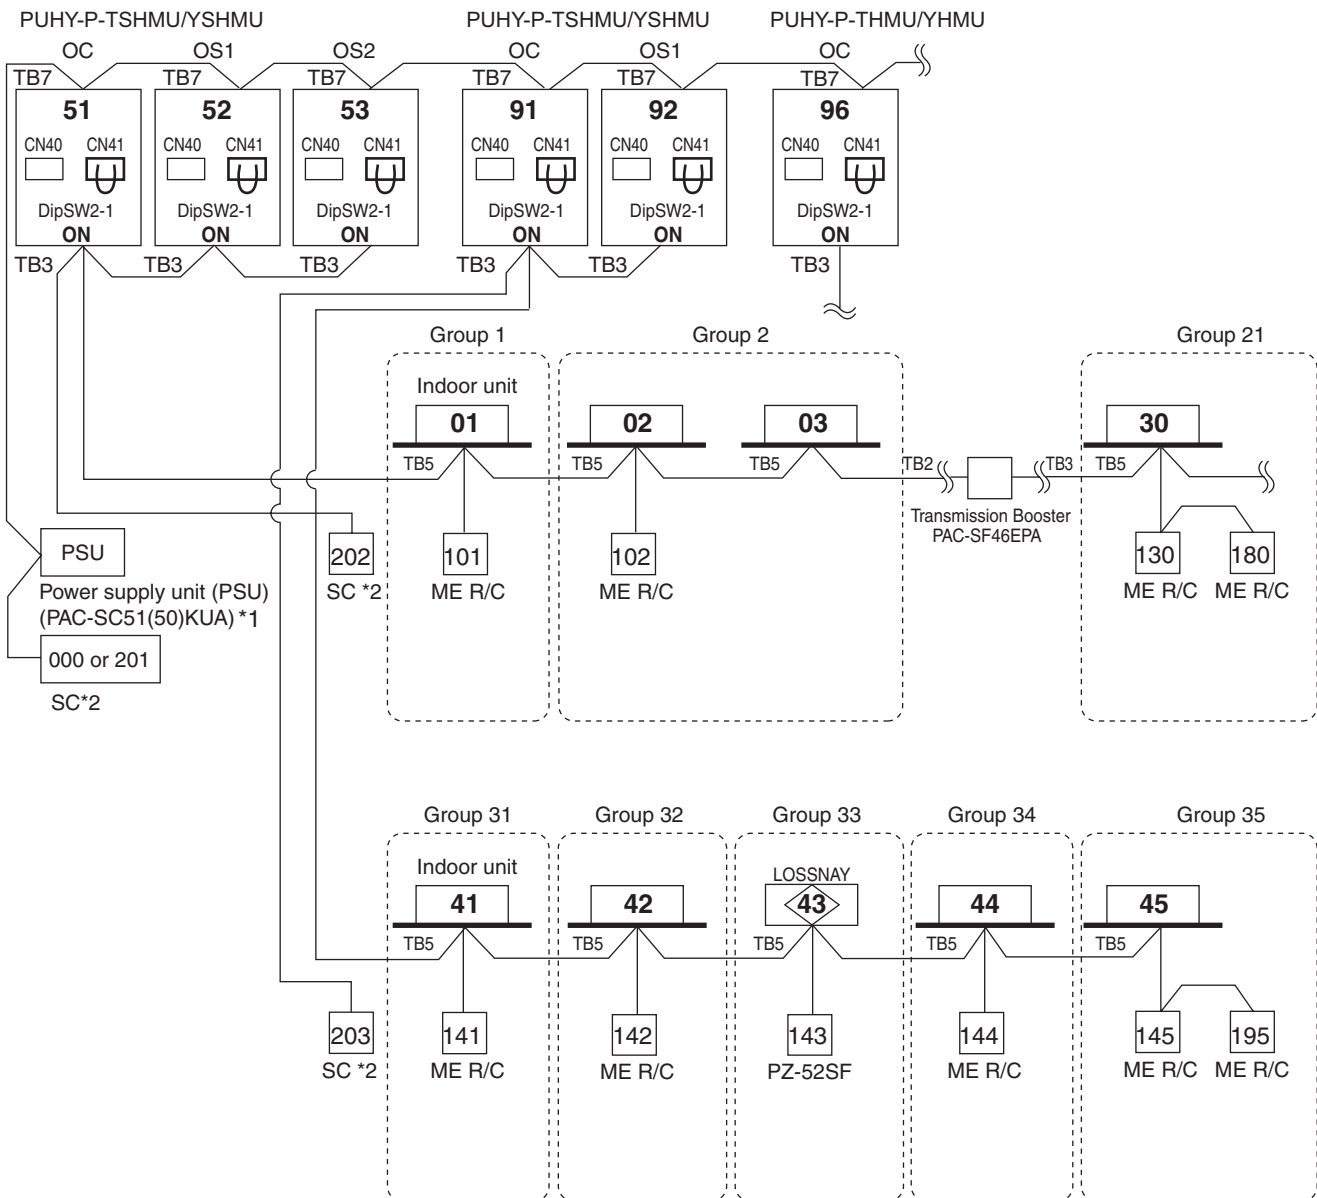 PUHY-P-TSHMU/YSHMU PUHY-P-TSHMU/YSHMU PUHY-P-THMU/YHMU
OC OS1 OS2 OC OS1 OC
TB7 TB7 TB7 TB7 TB7 TB7
51 52 53 91 92 96
CN40 CN41 CN40 CN41 CN40 CN41 CN40 CN41 CN40 CN41 CN40 CN41
DipSW2-1 DipSW2-1 DipSW2-1 DipSW2-1 DipSW2-1 DipSW2-1
ON ON ON ON ON ON
TB3 TB3 TB3 TB3 TB3 TB3
Group 1 Group 2 Group 21
Indoor unit
01 02 03 30
TB5 TB5 TB5 TB2 TB3 TB5
Transmission Booster
PAC-SF46EPA
PSU 202 101 102 130 180
SC *2 ME R/C ME R/C ME R/C ME R/C
Power supply unit (PSU)
(PAC-SC51(50)KUA) *1
000 or 201
SC*2
Group 31 Group 32 Group 33 Group 34 Group 35
Indoor unit LOSSNAY
41 42 43 44 45
TB5 TB5 TB5 TB5 TB5
203 141 142 143 144 145 195
SC *2 ME R/C ME R/C PZ-52SF ME R/C ME R/C ME R/C